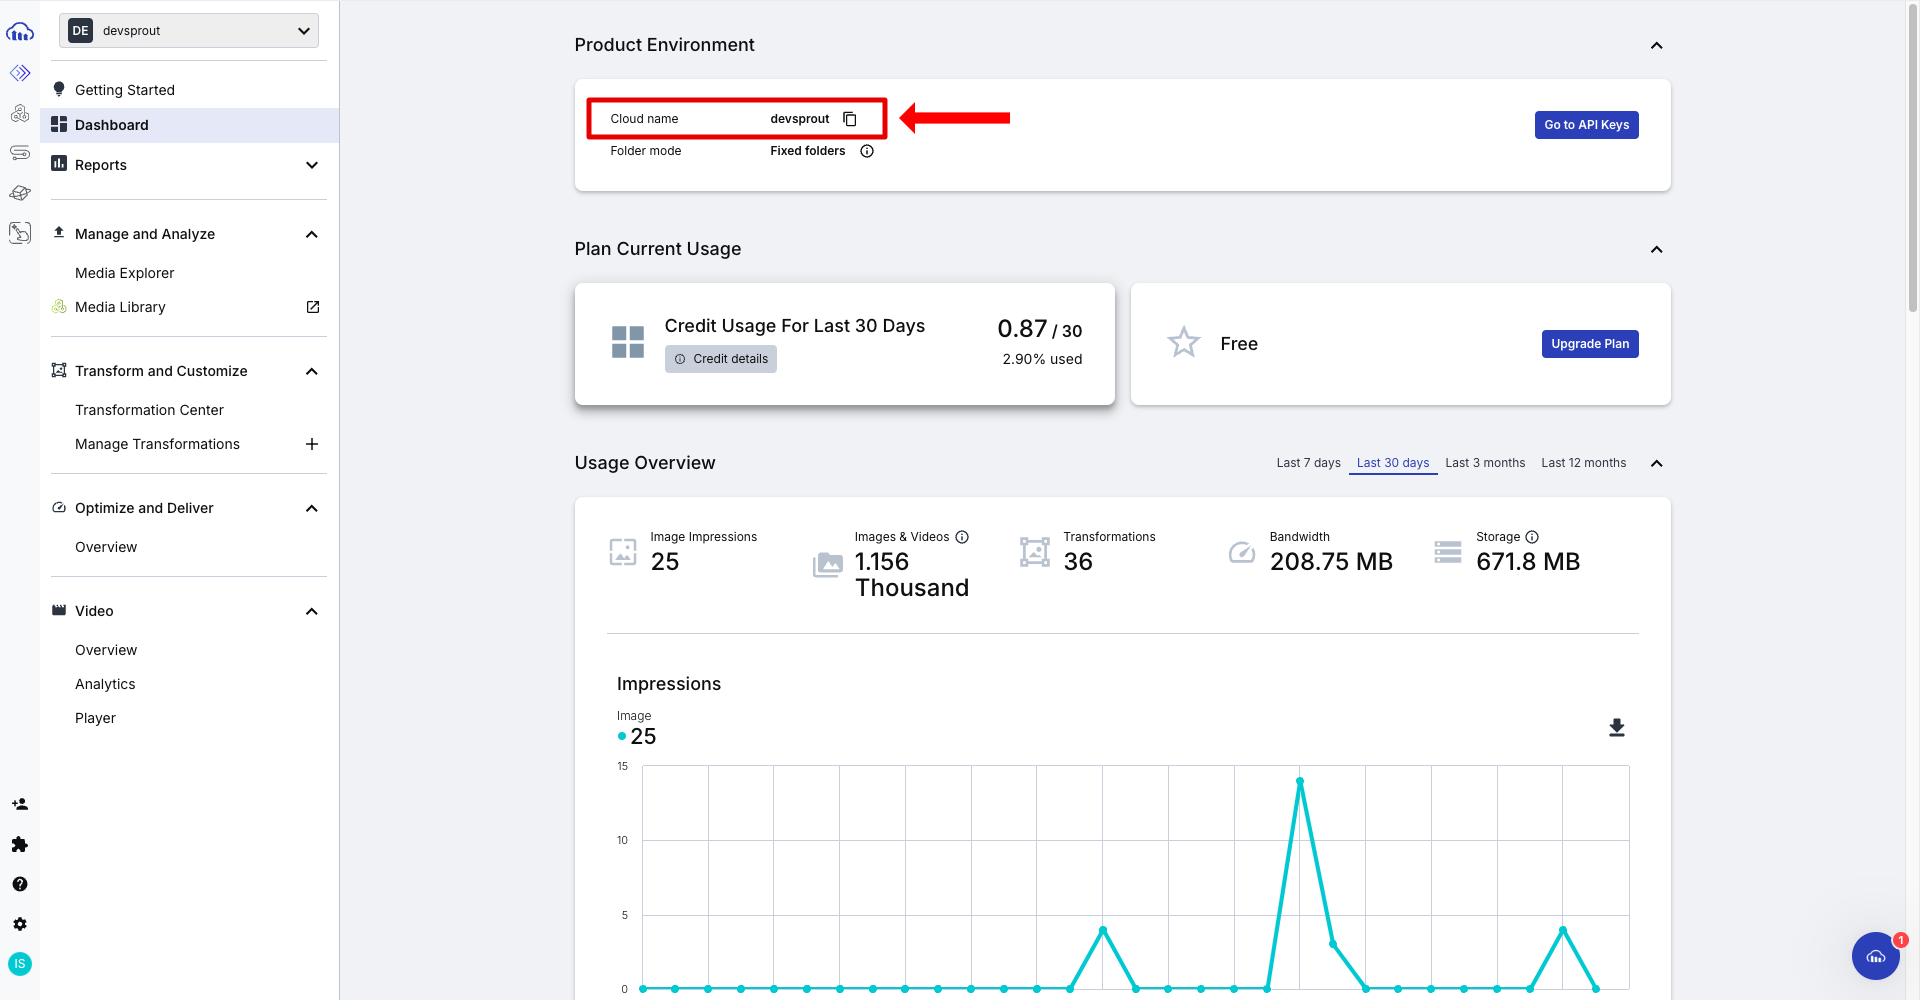 DE devsprout
Getting Started
Dashboard
Reports
Manage and Analyze
Media Explorer
Media Library
Transform and Customize
Transformation Center
Manage Transformations
Optimize and Deliver
Overview
Video
Overview
Analytics
Player
IS
Product Environment
Cloud name devsprout
Folder mode Fixed folders
Go to API Keys
Plan Current Usage
Credit Usage For Last 30 Days
Credit details
0.87 / 30
2.90% used
Free
Upgrade Plan
Usage Overview
Last 7 days Last 30 days Last 3 months Last 12 months
Image Impressions
25
Images & Videos
1.156
Thousand
Transformations
36
Bandwidth
208.75 MB
Storage
671.8 MB
Impressions
Image
25
15
10
5
0
1